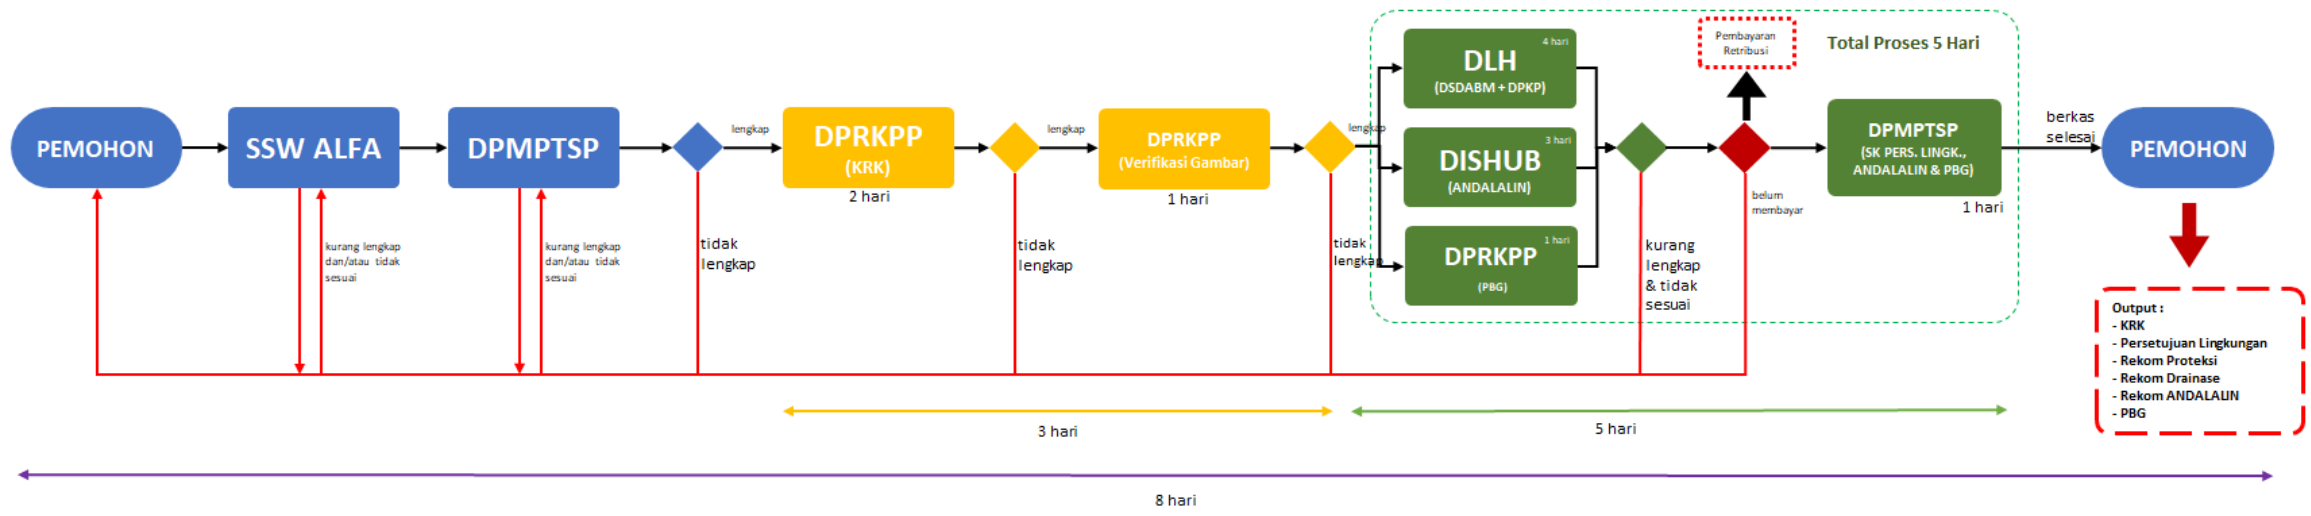 PEMOHON
SSW ALFA
kurang lengkap
dan/atau tidak
sesuai
DPMPTSP
kurang lengkap
dan/atau tidak
sesuai
lengkap
tidak
lengkap
DPRKPP
(KRK)
2 hari
lengkap
tidak
lengkap
DPRKPP
(Verifikasi Gambar)
1 hari
lengkap
tidak
lengkap
4 hari
DLH
(DSDABM + DPKP)
3 hari
DISHUB
(ANDALALIN)
1 hari
DPRKPP
(PBG)
kurang
lengkap
& tidak
sesuai
Pembayaran
Retribusi
belum
membayar
Total Proses 5 Hari
DPMPTSP
(SK PERS. LINGK.,
ANDALALIN & PBG)
1 hari
berkas
selesai
PEMOHON
Output :
- KRK
- Persetujuan Lingkungan
- Rekom Proteksi
- Rekom Drainase
- Rekom ANDALALIN
- PBG
3 hari
5 hari
8 hari